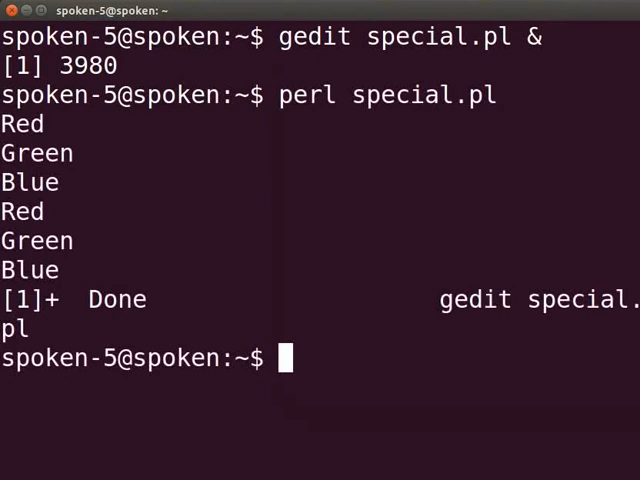 spoken-5@spoken: ~
spoken-5@spoken:~$ gedit special.pl &
[1] 3980
spoken-5@spoken:~$ perl special.pl
Red
Green
Blue
Red
Green
Blue
[1]+  Done                    gedit special.
pl
spoken-5@spoken:~$